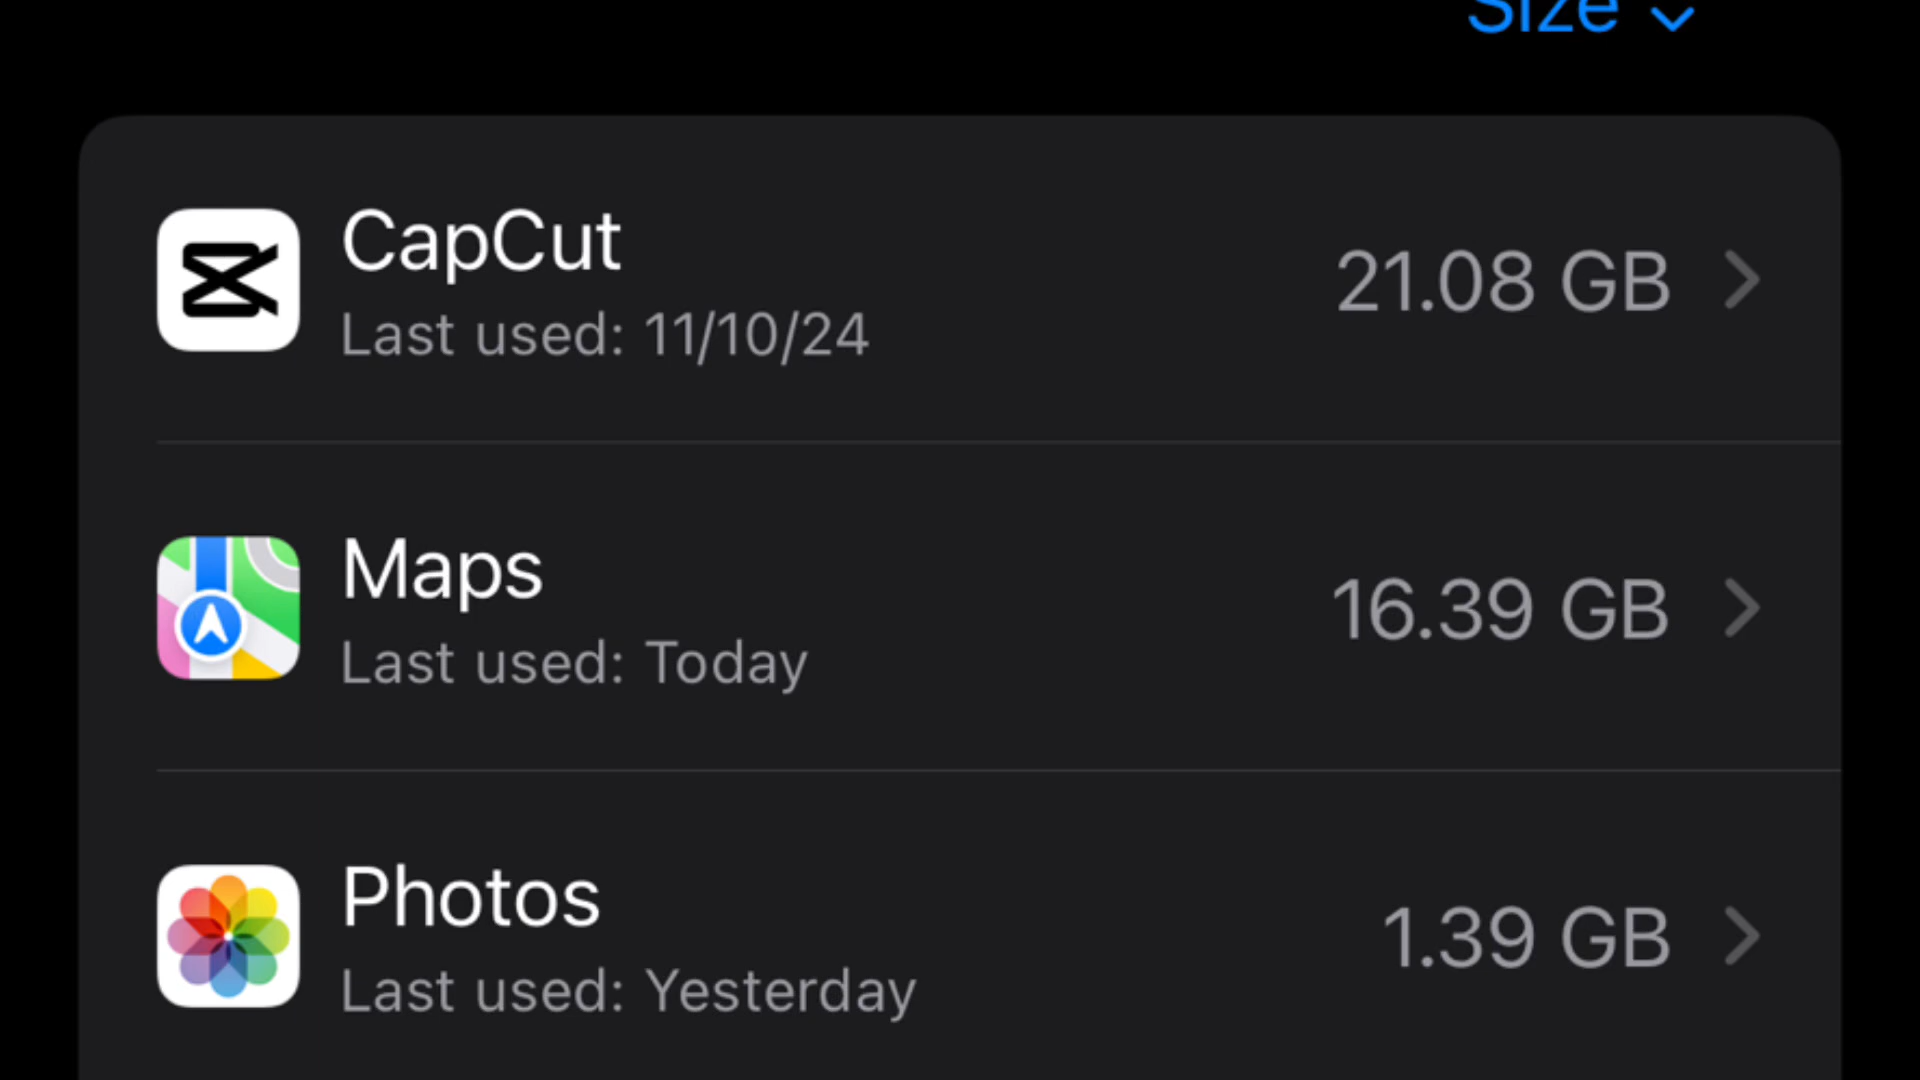 Size
CapCut
Last used: 11/10/24
21.08 GB
Maps
Last used: Today
16.39 GB
Photos
Last used: Yesterday
1.39 GB